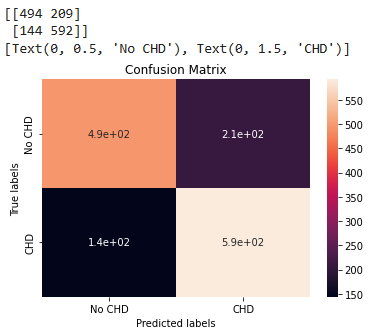 [[494 209]
[144 592]]
[Text(0, 0.5, 'No CHD'), Text(0, 1.5, 'CHD')]
Confusion Matrix
No CHD
4.9e+02 2.1e+02
CHD
1.4e+02 5.9e+02
True labels
No CHD CHD
Predicted labels
550
500
450
400
350
300
250
200
150